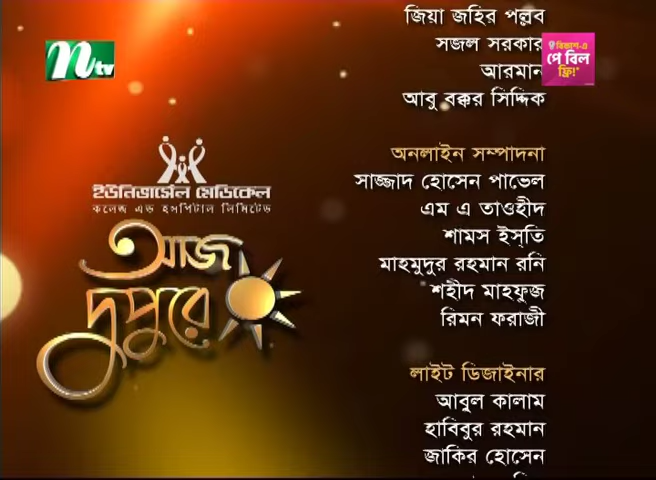 জিয়া জহির পল্লব
সজল সরকার
আরমান
আবু বক্কর সিদ্দিক
ntv
বিকাশ-এ
পে বিল
ফ্রি!*
ইউনিভার্সেল মেডিকেল
কলেজ এন্ড হসপিটাল লিমিটেড
আজ
দুপুরে
অনলাইন সম্পাদনা
সাজ্জাদ হোসেন পাভেল
এম এ তাওহীদ
শামস ইস্তি
মাহমুদুর রহমান রনি
শহীদ মাহফুজ
রিমন ফরাজী
লাইট ডিজাইনার
আবুল কালাম
হাবিবুর রহমান
জাকির হোসেন